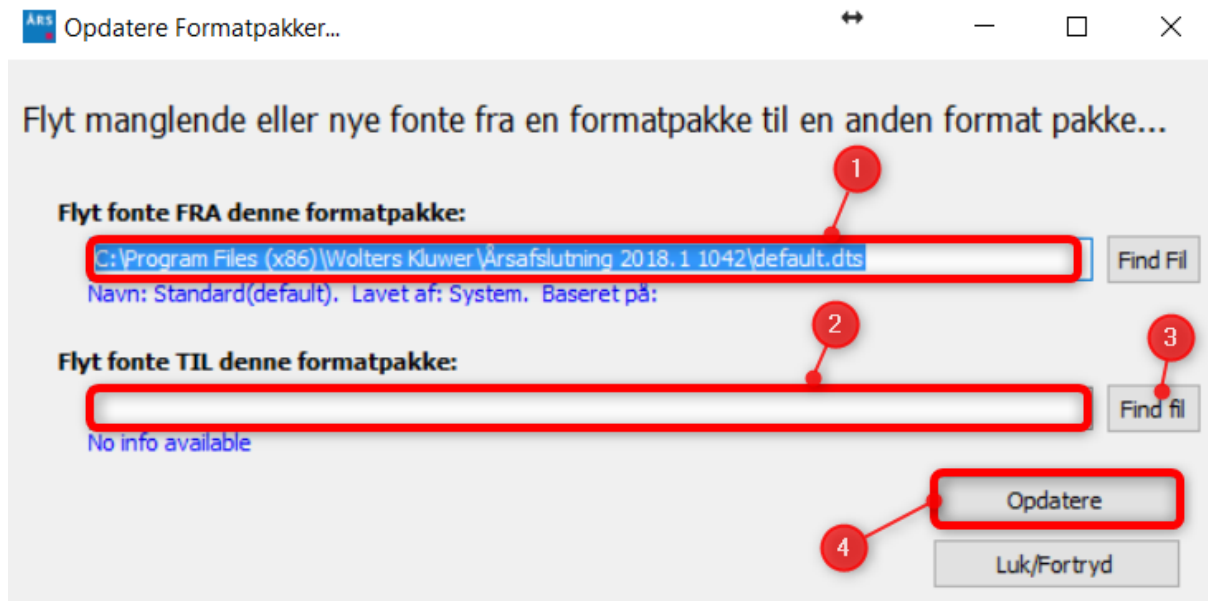 ÅRS Opdatere Formatpakker...
Flyt manglende eller nye fonte fra en formatpakke til en anden format pakke...
1
Flyt fonte FRA denne formatpakke:
C:\Program Files (x86)\Wolters Kluwer\Årsafslutning 2018.1 1042\default.dts Find Fil
Navn: Standard(default). Lavet af: System. Baseret på:
2
3
Flyt fonte TIL denne formatpakke:
Find fil
No info available
Opdatere
4
Luk/Fortryd